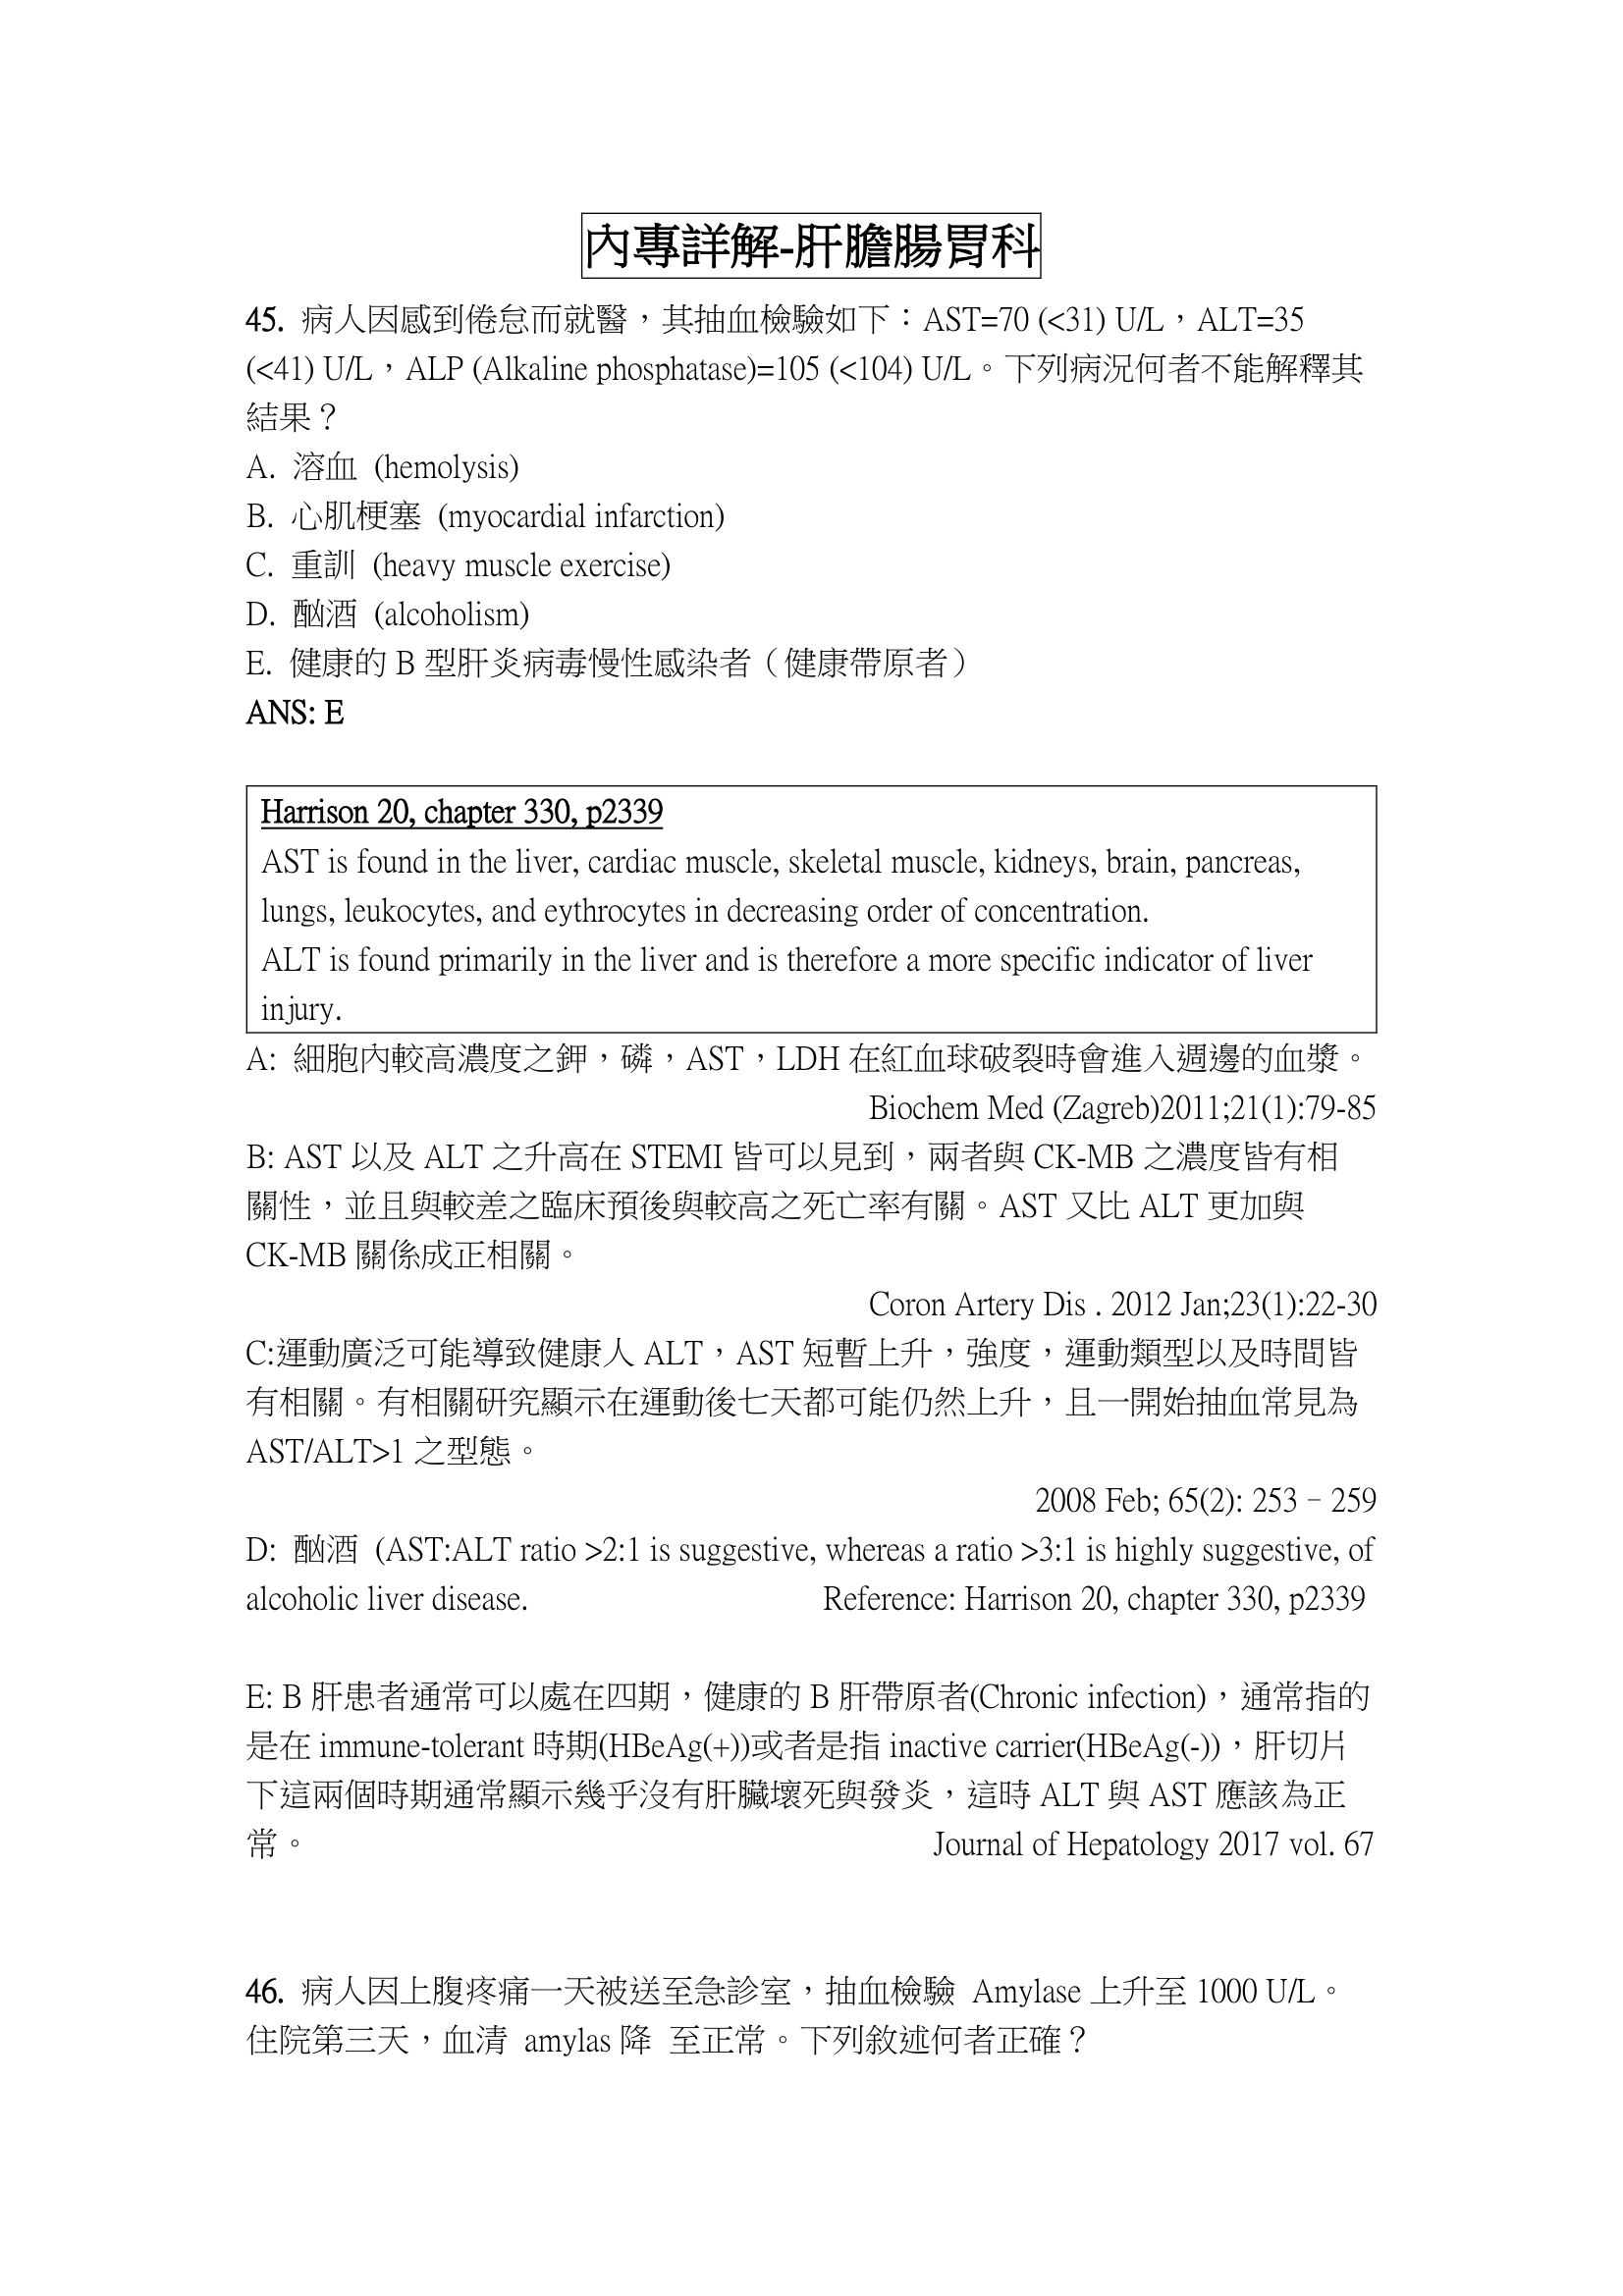 內專詳解-肝膽腸胃科
45. 病人因感到倦怠而就醫，其抽血檢驗如下：AST=70 (<31) U/L，ALT=35
(<41) U/L，ALP (Alkaline phosphatase)=105 (<104) U/L。下列病況何者不能解釋其
結果？
A. 溶血 (hemolysis)
B. 心肌梗塞 (myocardial infarction)
C. 重訓 (heavy muscle exercise)
D. 酗酒 (alcoholism)
E. 健康的 B 型肝炎病毒慢性感染者（健康帶原者）
ANS: E
Harrison 20, chapter 330, p2339
AST is found in the liver, cardiac muscle, skeletal muscle, kidneys, brain, pancreas,
lungs, leukocytes, and eythrocytes in decreasing order of concentration.
ALT is found primarily in the liver and is therefore a more specific indicator of liver
injury.
A: 細胞內較高濃度之鉀，磷，AST，LDH 在紅血球破裂時會進入週邊的血漿。
Biochem Med (Zagreb)2011;21(1):79-85
B: AST 以及 ALT 之升高在 STEMI 皆可以見到，兩者與 CK-MB 之濃度皆有相
關性，並且與較差之臨床預後與較高之死亡率有關。AST 又比 ALT 更加與
CK-MB 關係成正相關。
Coron Artery Dis . 2012 Jan;23(1):22-30
C:運動廣泛可能導致健康人 ALT，AST 短暫上升，強度，運動類型以及時間皆
有相關。有相關研究顯示在運動後七天都可能仍然上升，且一開始抽血常見為
AST/ALT>1 之型態。
2008 Feb; 65(2): 253–259
D: 酗酒 (AST:ALT ratio >2:1 is suggestive, whereas a ratio >3:1 is highly suggestive, of
alcoholic liver disease. Reference: Harrison 20, chapter 330, p2339
E: B 肝患者通常可以處在四期，健康的 B 肝帶原者(Chronic infection)，通常指的
是在 immune-tolerant 時期(HBeAg(+))或者是指 inactive carrier(HBeAg(-))，肝切片
下這兩個時期通常顯示幾乎沒有肝臟壞死與發炎，這時 ALT 與 AST 應該為正
常。 Journal of Hepatology 2017 vol. 67
46. 病人因上腹疼痛一天被送至急診室，抽血檢驗 Amylase 上升至 1000 U/L。
住院第三天，血清 amylas 降 至正常。下列敘述何者正確？